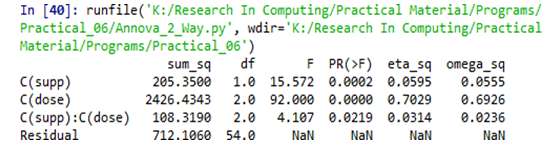 In [40]: runfile('K:/Research In Computing/Practical Material/Programs/
Practical_06/Annova_2_Way.py', wdir='K:/Research In Computing/Practical
Material/Programs/Practical_06')
sum_sq df F PR(>F) eta_sq omega_sq
C(supp) 205.3500 1.0 15.572 0.0002 0.0595 0.0555
C(dose) 2426.4343 2.0 92.000 0.0000 0.7029 0.6926
C(supp):C(dose) 108.3190 2.0 4.107 0.0219 0.0314 0.0236
Residual 712.1060 54.0 NaN NaN NaN NaN